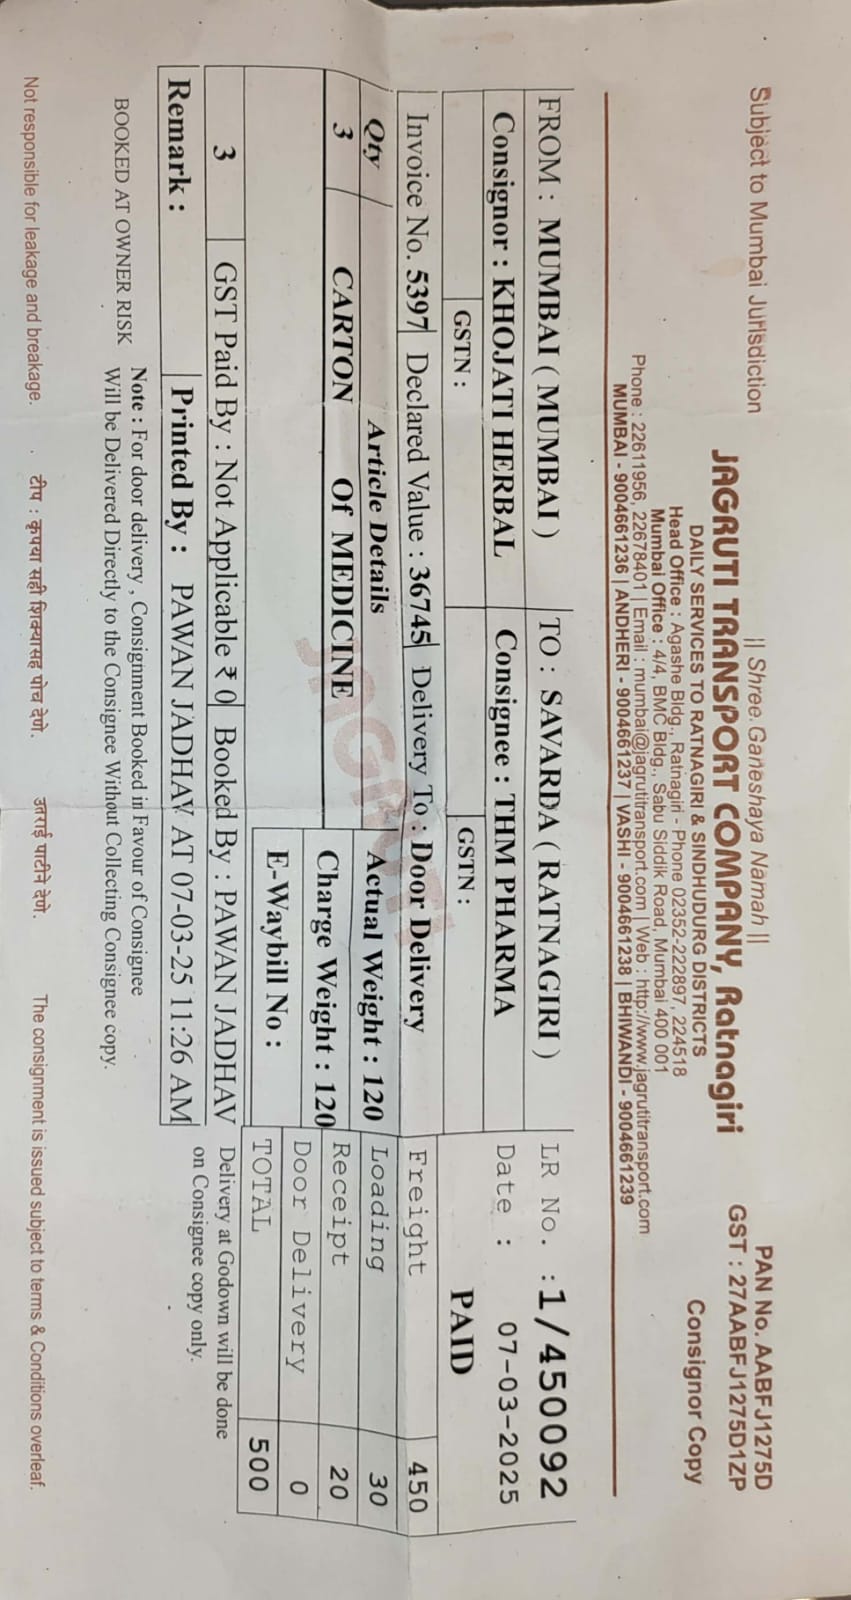 || Shree Ganeshaya Namah ||
Subject to Mumbai Jurisdiction
PAN No. AABFJ1275D
JAGRUTI TRANSPORT COMPANY, Ratnagiri
GST : 27AABFJ1275D1ZP
DAILY SERVICES TO RATNAGIRI & SINDHUDURG DISTRICTS
Head Office : Agashe Bldg., Ratnagiri - Phone 02352-222897, 224518
Consignor Copy
Mumbai Office : 4/4, BMC Bldg., Sabu Siddik Road, Mumbai 400 001
Phone : 22611956, 22678401 | Email : mumbai@jagrutitransport.com | Web : http://www.jagrutitransport.com
MUMBAI - 9004661236 | ANDHERI - 9004661237 | VASHI - 9004661238 | BHIWANDI - 9004661239
FROM : MUMBAI ( MUMBAI ) TO : SAVARDA ( RATNAGIRI ) LR No. :1/450092
Consignor : KHOJATI HERBAL Consignee : THM PHARMA Date : 07-03-2025
GSTN : GSTN : PAID
Invoice No. 5397 Declared Value : 36745 Delivery To : Door Delivery Freight 450
Qty Article Details Actual Weight : 120 Loading 30
3 CARTON Of MEDICINE Charge Weight : 120 Receipt 20
E-Waybill No : Door Delivery 0
TOTAL 500
JAGRUTI
3 GST Paid By : Not Applicable ₹ 0 Booked By : PAWAN JADHAV
Delivery at Godown will be done
on Consignee copy only.
Remark : Printed By : PAWAN JADHAV AT 07-03-25 11:26 AM
BOOKED AT OWNER RISK
Note : For door delivery , Consignment Booked in Favour of Consignee
Will be Delivered Directly to the Consignee Without Collecting Consignee copy.
Not responsible for leakage and breakage. टीप : कृपया सही शिक्यासह पोच देणे. उतराई पाटीने देणे. The consignment is issued subject to terms & Conditions overleaf.